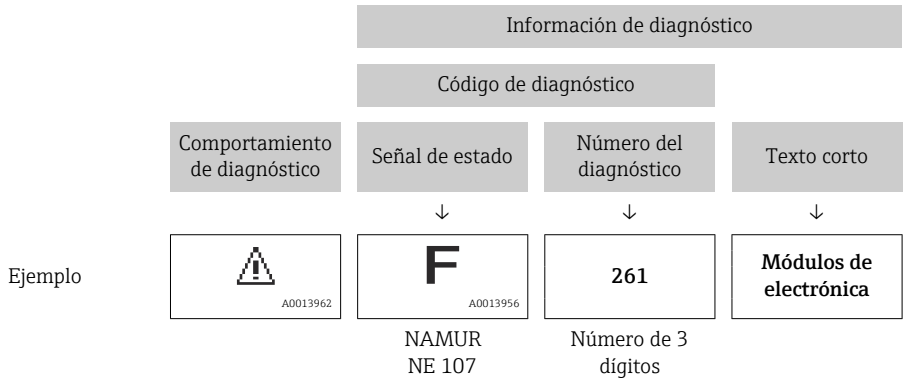 Información de diagnóstico
Código de diagnóstico
Comportamiento
de diagnóstico
Señal de estado
Número del
diagnóstico
Texto corto
↓ ↓ ↓
Ejemplo
A0013962
F
A0013956
261
Módulos de
electrónica
NAMUR
NE 107
Número de 3
dígitos